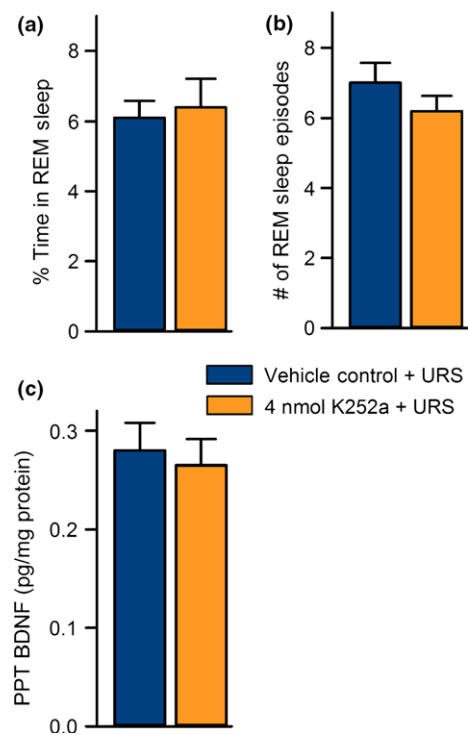 (a)
% Time in REM sleep
8
6
4
2
0
(b)
# of REM sleep episodes
8
6
4
2
0
Vehicle control + URS
4 nmol K252a + URS
(c)
PPT BDNF (pg/mg protein)
0.3
0.2
0.1
0.0